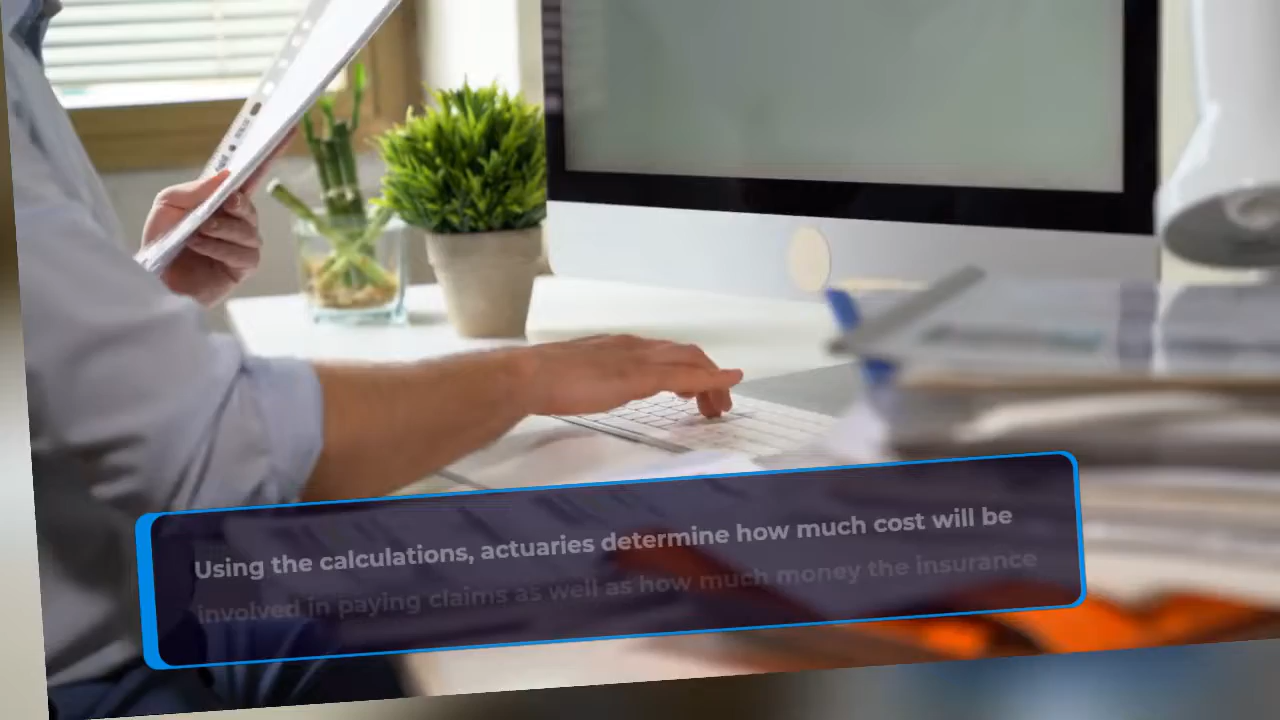 Using the calculations, actuaries determine how much cost will be
involved in paying claims as well as how much money the insurance